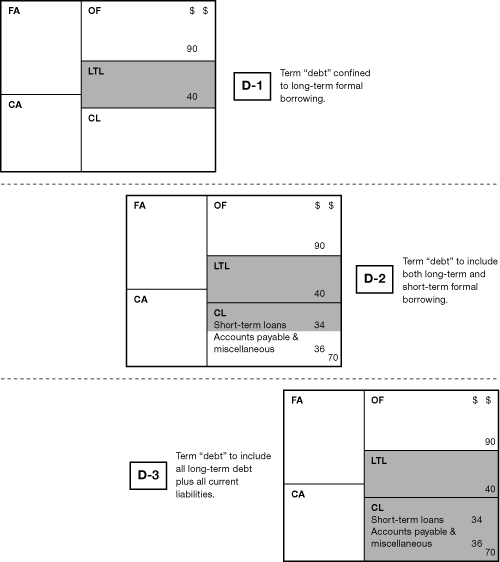 FA
OF $ $
90
LTL
40
CA
CL
D-1
Term “debt” confined
to long-term formal
borrowing.
FA
OF $ $
90
LTL
40
CA
CL
Short-term loans 34
Accounts payable &
miscellaneous 36
70
D-2
Term “debt” to include
both long-term and
short-term formal
borrowing.
D-3
Term “debt” to include
all long-term debt
plus all current
liabilities.
FA
OF $ $
90
LTL
40
CA
CL
Short-term loans 34
Accounts payable &
miscellaneous 36
70